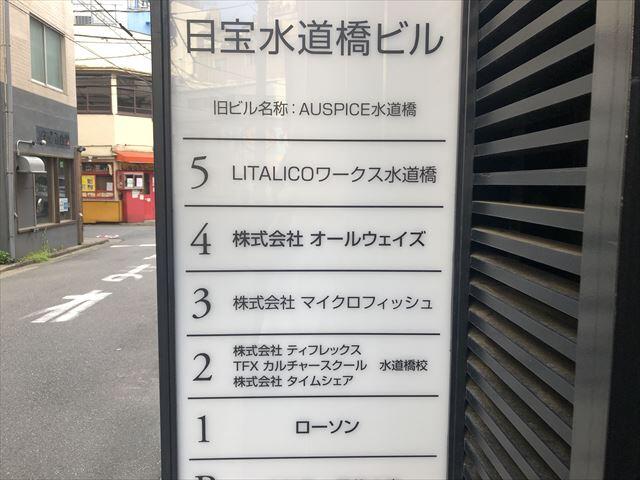 日宝水道橋ビル
旧ビル名称：AUSPICE水道橋
5 LITALICOワークス水道橋
4 株式会社 オールウェイズ
3 株式会社 マイクロフィッシュ
2 株式会社 ティフレックス
TFX カルチャースクール 水道橋校
株式会社 タイムシェア
1 ローソン